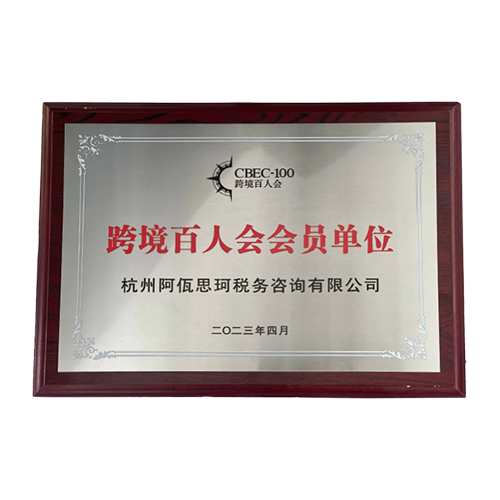 CBEC-100
跨境百人会
跨境百人会会员单位
杭州阿佤思珂税务咨询有限公司
二〇二三年四月